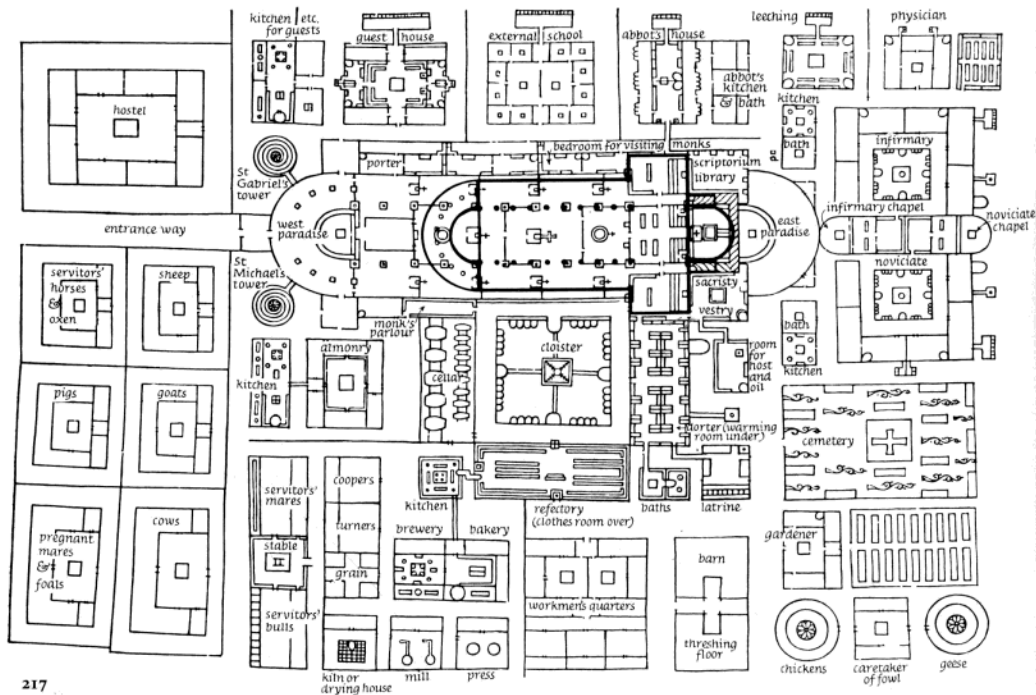 kitchen etc.
for guests
guest house
external school
abbot's house
abbot's
kitchen
& bath
leeching
physician
hostel
kitchen
bath
infirmary
St
Gabriel's
tower
porter
bedroom for visiting monks
scriptorium
library
infirmary chapel
noviciate
chapel
entrance way
west
paradise
east
paradise
St
Michael's
tower
sacristy
vestry
noviciate
servitors'
horses
&
oxen
sheep
monk's
parlour
kitchen
almonry
cellar
cloister
room
for
host
and
oil
bath
kitchen
pigs
goats
dorter (warming
room under)
cemetery
servitors'
mares
coopers
turners
grain
kitchen
refectory
(clothes room over)
baths
latrine
pregnant
mares
&
foals
cows
stable
brewery
bakery
barn
gardener
servitors'
bulls
workmen's quarters
threshing
floor
kiln or
drying house
mill
press
chickens
caretaker
of fowl
geese
217